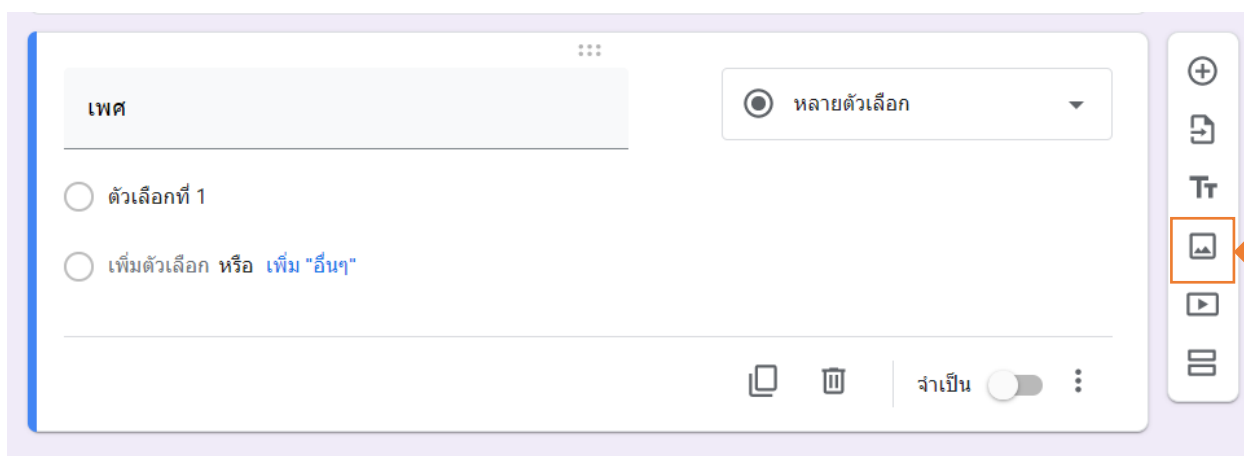 เพศ
หลายตัวเลือก
ตัวเลือกที่ 1
เพิ่มตัวเลือก หรือ เพิ่ม "อื่นๆ"
จำเป็น
Tт